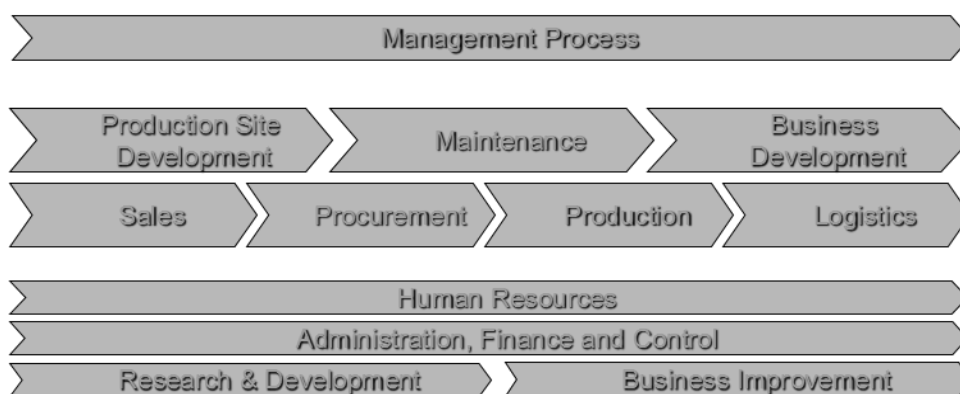 Management Process
Production Site
Development
Maintenance
Business
Development
Sales
Procurement
Production
Logistics
Human Resources
Administration, Finance and Control
Research & Development
Business Improvement